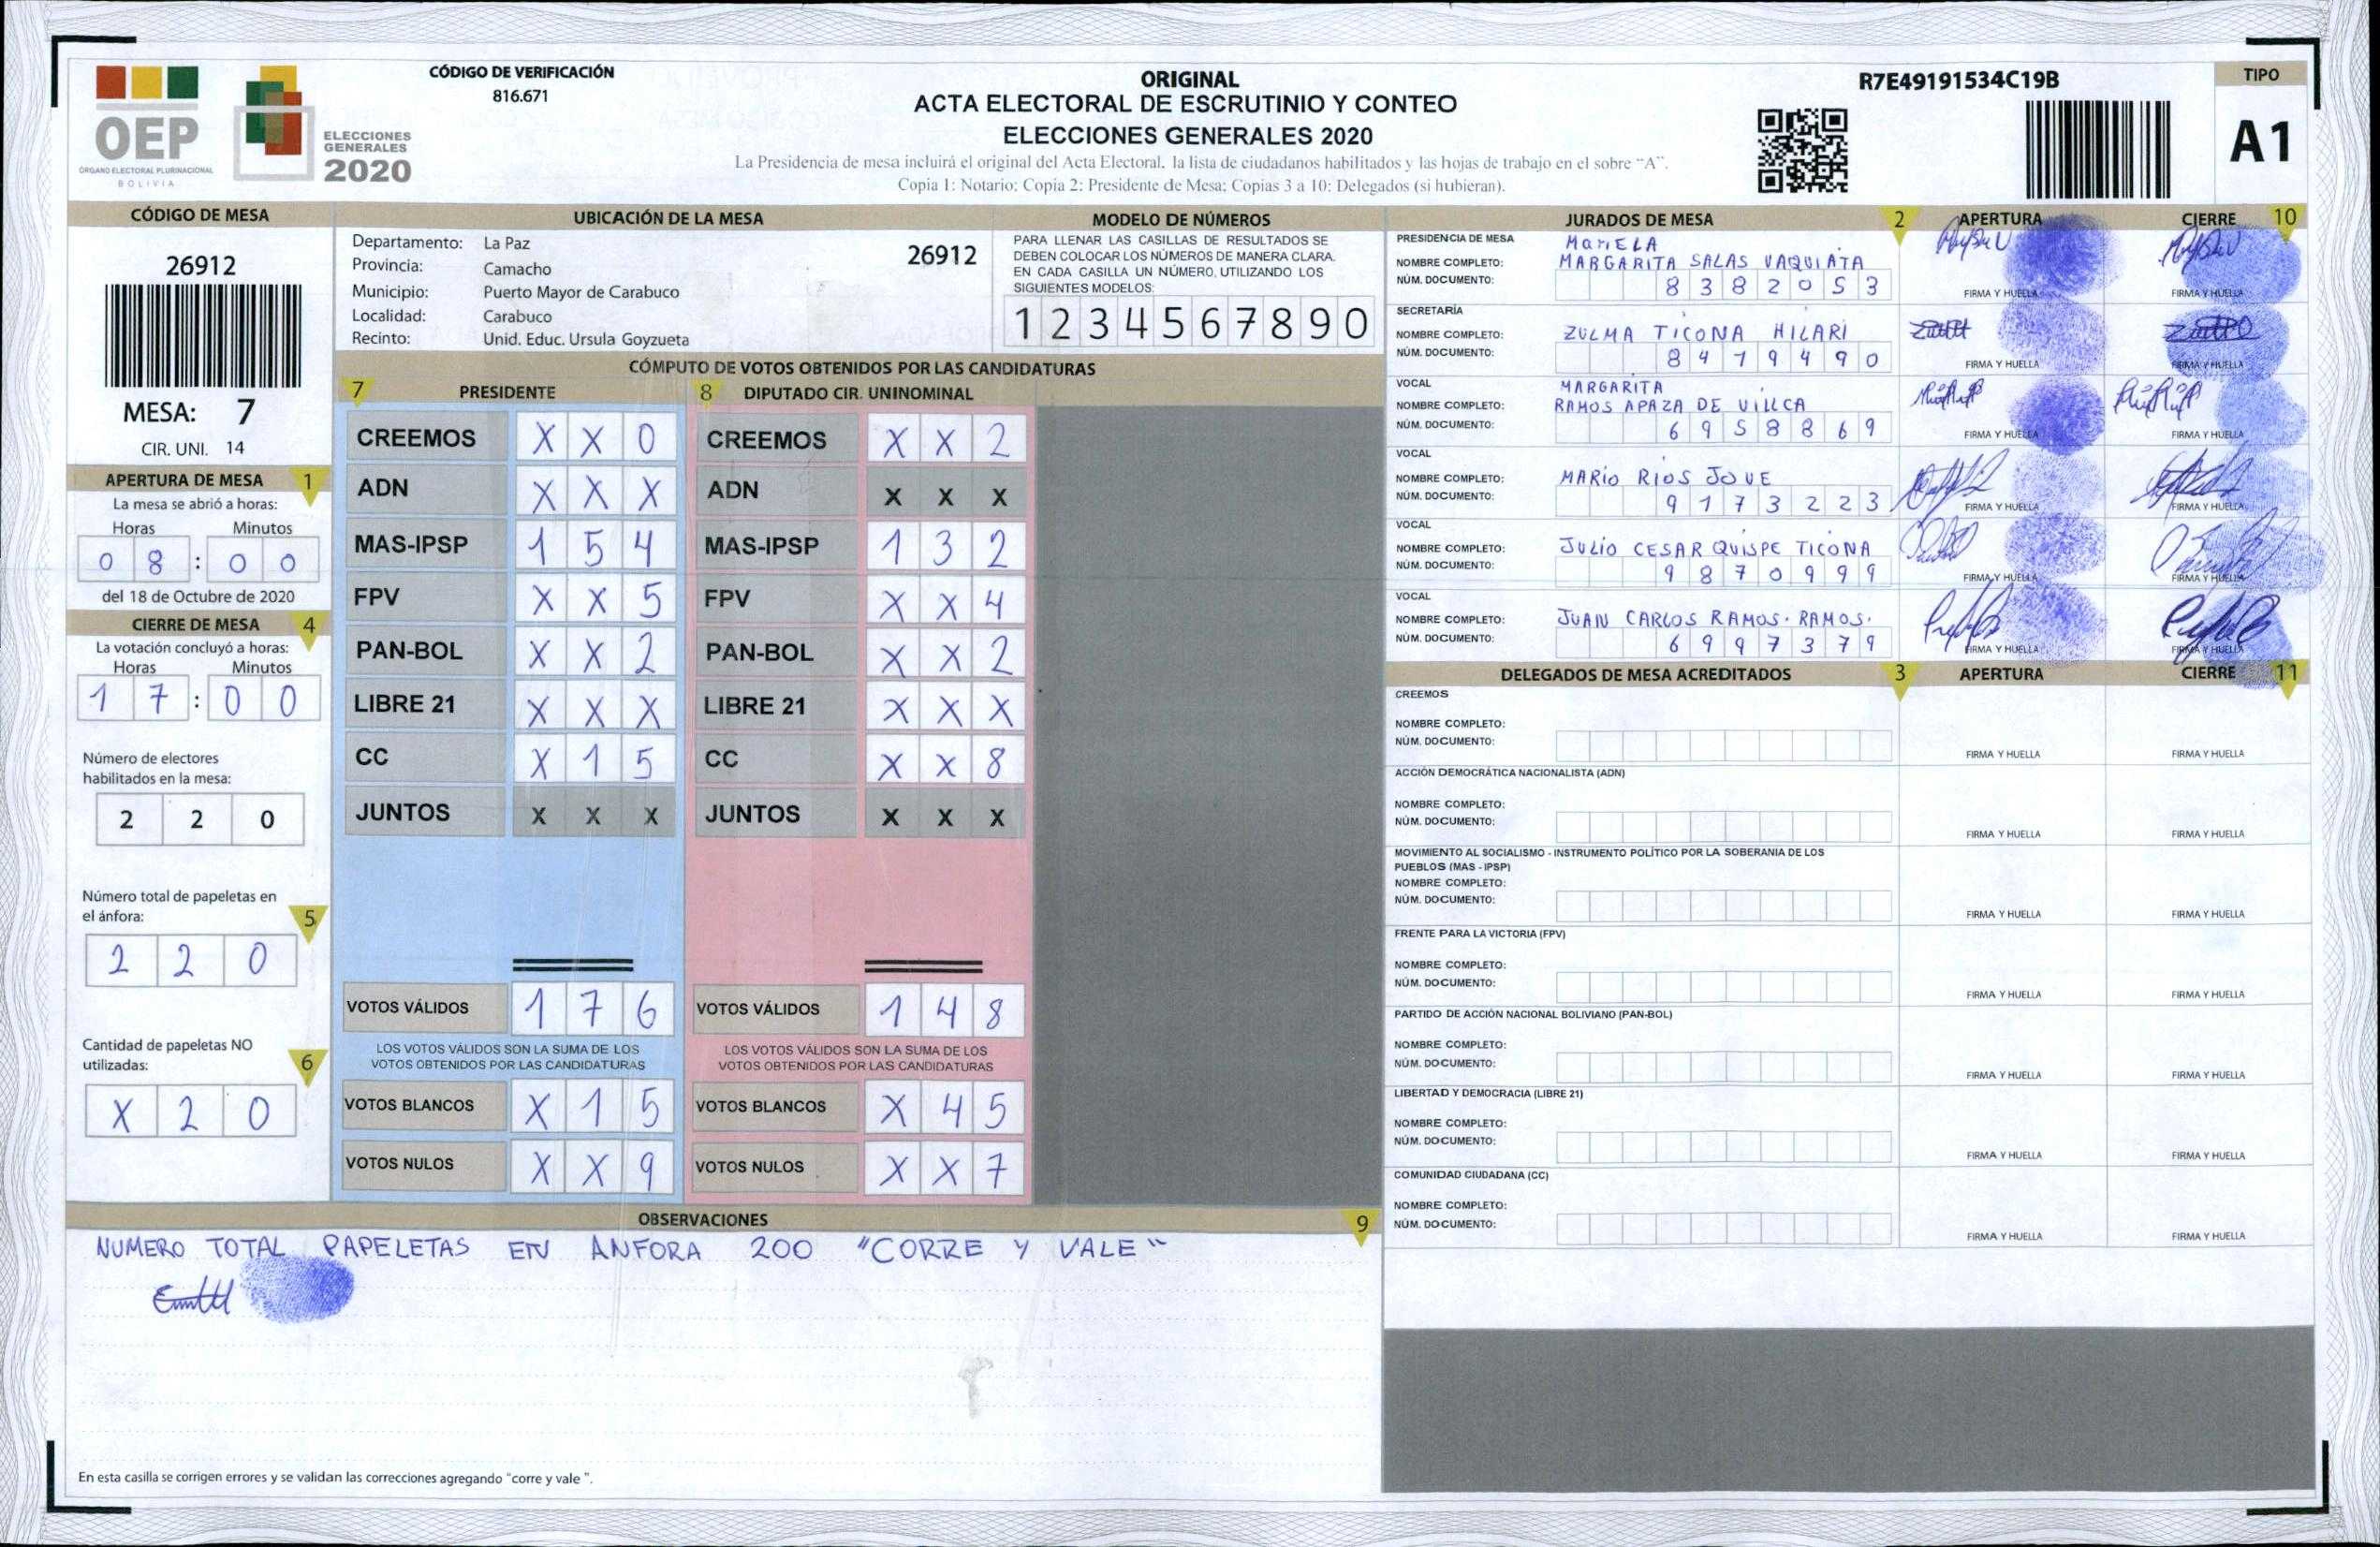 OEP
ÓRGANO ELECTORAL PLURINACIONAL
BOLIVIA
ELECCIONES
GENERALES
2020
CÓDIGO DE VERIFICACIÓN
816.671
ORIGINAL
ACTA ELECTORAL DE ESCRUTINIO Y CONTEO
ELECCIONES GENERALES 2020
La Presidencia de mesa incluirá el original del Acta Electoral, la lista de ciudadanos habilitados y las hojas de trabajo en el sobre "A".
Copia 1: Notario; Copia 2: Presidente de Mesa; Copias 3 a 10: Delegados (si hubieran).
R7E49191534C19B
TIPO
A1
CÓDIGO DE MESA
26912
MESA: 7
CIR. UNI. 14
APERTURA DE MESA 1
La mesa se abrió a horas:
Horas Minutos
0 8 : 0 0
del 18 de Octubre de 2020
CIERRE DE MESA 4
La votación concluyó a horas:
Horas Minutos
1 7 : 0 0
Número de electores
habilitados en la mesa:
2 2 0
Número total de papeletas en
el ánfora: 5
2 2 0
Cantidad de papeletas NO
utilizadas: 6
X 2 0
UBICACIÓN DE LA MESA
Departamento: La Paz 26912
Provincia: Camacho
Municipio: Puerto Mayor de Carabuco
Localidad: Carabuco
Recinto: Unid. Educ. Ursula Goyzueta
MODELO DE NÚMEROS
PARA LLENAR LAS CASILLAS DE RESULTADOS SE
DEBEN COLOCAR LOS NÚMEROS DE MANERA CLARA.
EN CADA CASILLA UN NÚMERO, UTILIZANDO LOS
SIGUIENTES MODELOS:
1 2 3 4 5 6 7 8 9 0
CÓMPUTO DE VOTOS OBTENIDOS POR LAS CANDIDATURAS
7 PRESIDENTE 8 DIPUTADO CIR. UNINOMINAL
CREEMOS X X 0 CREEMOS X X 2
ADN X X X ADN X X X
MAS-IPSP 1 5 4 MAS-IPSP 1 3 2
FPV X X 5 FPV X X 4
PAN-BOL X X 2 PAN-BOL X X 2
LIBRE 21 X X X LIBRE 21 X X X
CC X 1 5 CC X X 8
JUNTOS X X X JUNTOS X X X
VOTOS VÁLIDOS 1 7 6 VOTOS VÁLIDOS 1 4 8
LOS VOTOS VÁLIDOS SON LA SUMA DE LOS LOS VOTOS VÁLIDOS SON LA SUMA DE LOS
VOTOS OBTENIDOS POR LAS CANDIDATURAS VOTOS OBTENIDOS POR LAS CANDIDATURAS
VOTOS BLANCOS X 1 5 VOTOS BLANCOS X 4 5
VOTOS NULOS X X 9 VOTOS NULOS X X 7
OBSERVACIONES 9
NUMERO TOTAL PAPELETAS EN ANFORA 200 "CORRE Y VALE"
En esta casilla se corrigen errores y se validan las correcciones agregando "corre y vale ".
JURADOS DE MESA 2 APERTURA CIERRE 10
PRESIDENCIA DE MESA MARIELA
NOMBRE COMPLETO: MARGARITA SALAS VAQUIATA
NÚM. DOCUMENTO: 8 3 8 2 0 5 3 FIRMA Y HUELLA FIRMA Y HUELLA
SECRETARÍA
NOMBRE COMPLETO: ZULMA TICONA HILARI
NÚM. DOCUMENTO: 8 4 7 9 4 9 0 FIRMA Y HUELLA FIRMA Y HUELLA
VOCAL MARGARITA
NOMBRE COMPLETO: RAMOS APAZA DE VILLCA
NÚM. DOCUMENTO: 6 9 5 8 8 6 9 FIRMA Y HUELLA FIRMA Y HUELLA
VOCAL
NOMBRE COMPLETO: MARIO RIOS JOVE
NÚM. DOCUMENTO: 9 1 7 3 2 2 3 FIRMA Y HUELLA FIRMA Y HUELLA
VOCAL
NOMBRE COMPLETO: JULIO CESAR QUISPE TICONA
NÚM. DOCUMENTO: 9 8 7 0 9 9 9 FIRMA Y HUELLA FIRMA Y HUELLA
VOCAL
NOMBRE COMPLETO: JUAN CARLOS RAMOS. RAMOS.
NÚM. DOCUMENTO: 6 9 9 7 3 7 9 FIRMA Y HUELLA FIRMA Y HUELLA
DELEGADOS DE MESA ACREDITADOS 3 APERTURA CIERRE 11
CREEMOS
NOMBRE COMPLETO:
NÚM. DOCUMENTO: FIRMA Y HUELLA FIRMA Y HUELLA
ACCIÓN DEMOCRÁTICA NACIONALISTA (ADN)
NOMBRE COMPLETO:
NÚM. DOCUMENTO: FIRMA Y HUELLA FIRMA Y HUELLA
MOVIMIENTO AL SOCIALISMO - INSTRUMENTO POLÍTICO POR LA SOBERANIA DE LOS
PUEBLOS (MAS - IPSP)
NOMBRE COMPLETO:
NÚM. DOCUMENTO: FIRMA Y HUELLA FIRMA Y HUELLA
FRENTE PARA LA VICTORIA (FPV)
NOMBRE COMPLETO:
NÚM. DOCUMENTO: FIRMA Y HUELLA FIRMA Y HUELLA
PARTIDO DE ACCIÓN NACIONAL BOLIVIANO (PAN-BOL)
NOMBRE COMPLETO:
NÚM. DOCUMENTO: FIRMA Y HUELLA FIRMA Y HUELLA
LIBERTAD Y DEMOCRACIA (LIBRE 21)
NOMBRE COMPLETO:
NÚM. DOCUMENTO: FIRMA Y HUELLA FIRMA Y HUELLA
COMUNIDAD CIUDADANA (CC)
NOMBRE COMPLETO:
NÚM. DOCUMENTO: FIRMA Y HUELLA FIRMA Y HUELLA